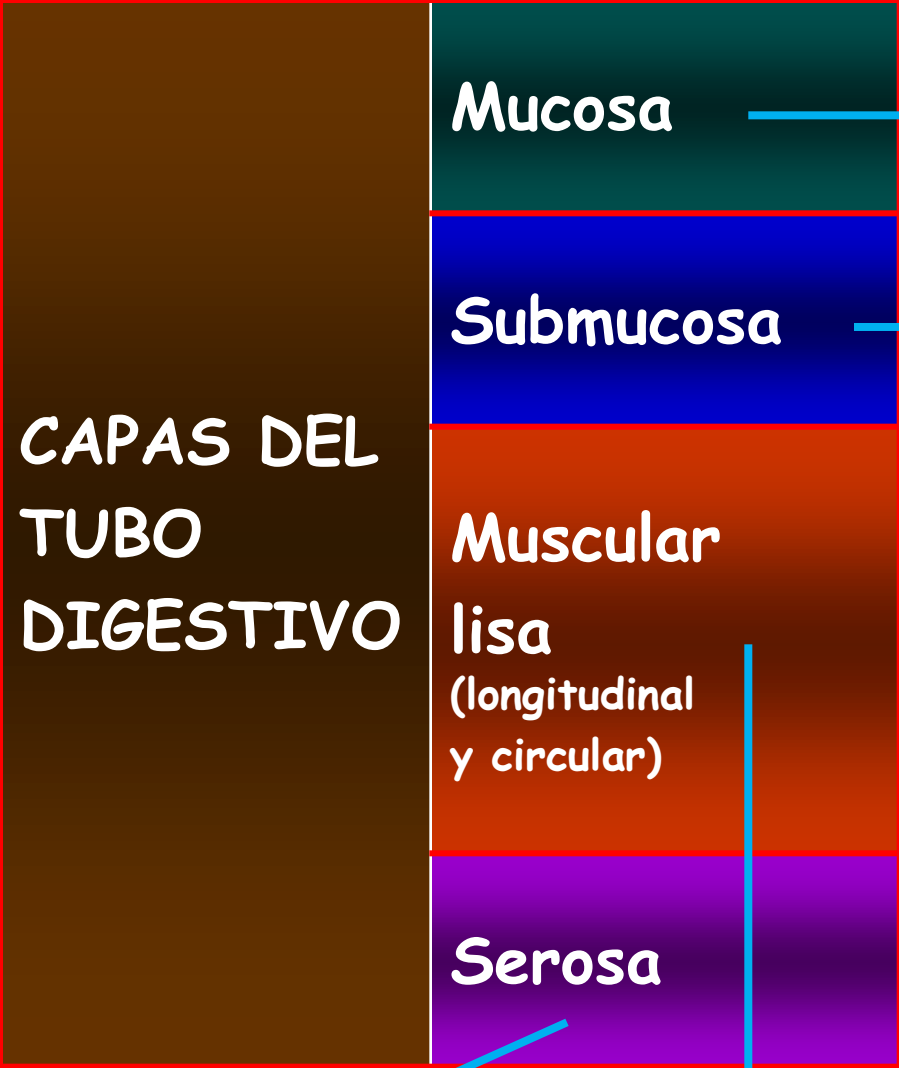 CAPAS DEL
TUBO
DIGESTIVO
Mucosa
Submucosa
Muscular
lisa
(longitudinal
y circular)
Serosa